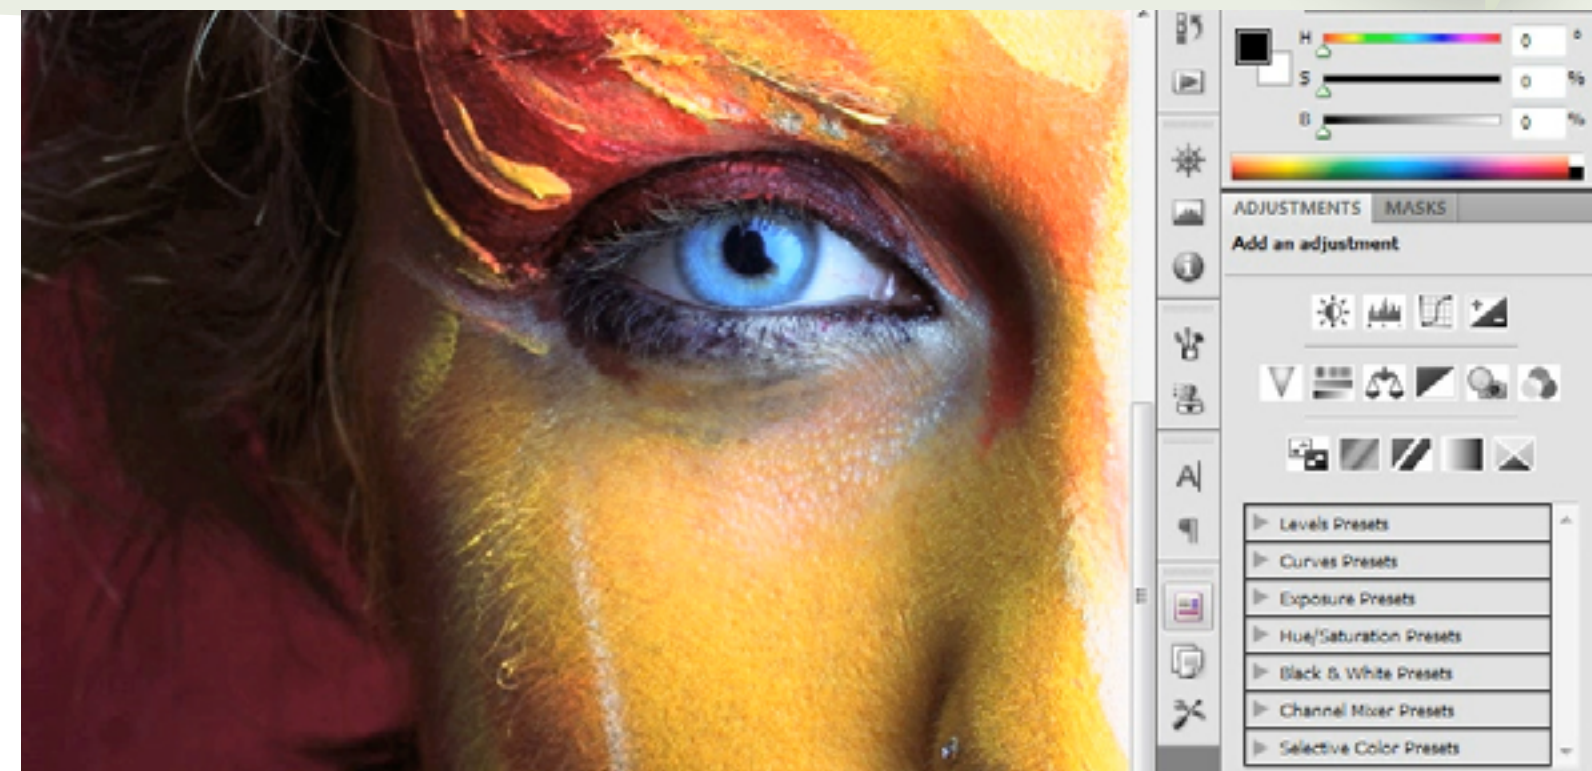 H 0 °
S 0 %
B 0 %
ADJUSTMENTS MASKS
Add an adjustment
A
¶
Levels Presets
Curves Presets
Exposure Presets
Hue/Saturation Presets
Black & White Presets
Channel Mixer Presets
Selective Color Presets